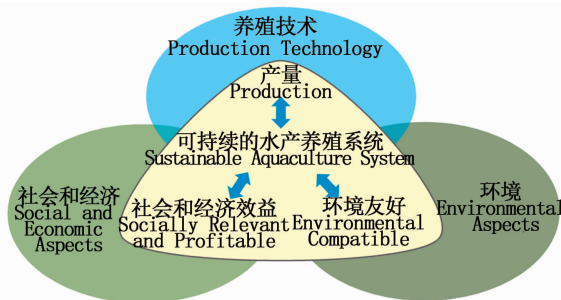 养殖技术
Production Technology
产量
Production
可持续的水产养殖系统
Sustainable Aquaculture System
社会和经济
Social and
Economic
Aspects
社会和经济效益
Socially Relevant
and Profitable
环境友好
Environmental
Compatible
环境
Environmental
Aspects